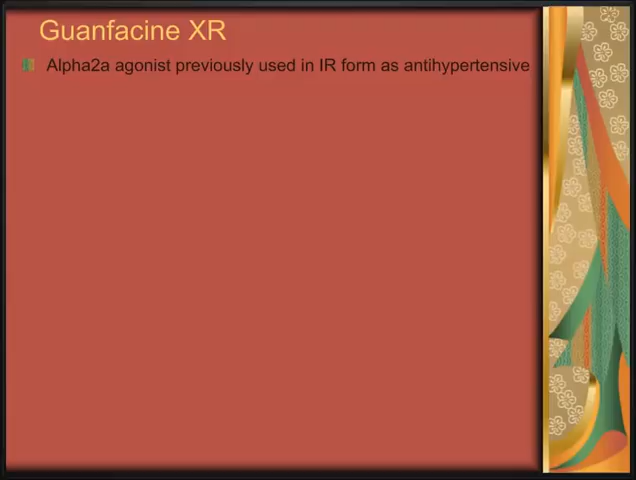 Guanfacine XR
Alpha2a agonist previously used in IR form as antihypertensive